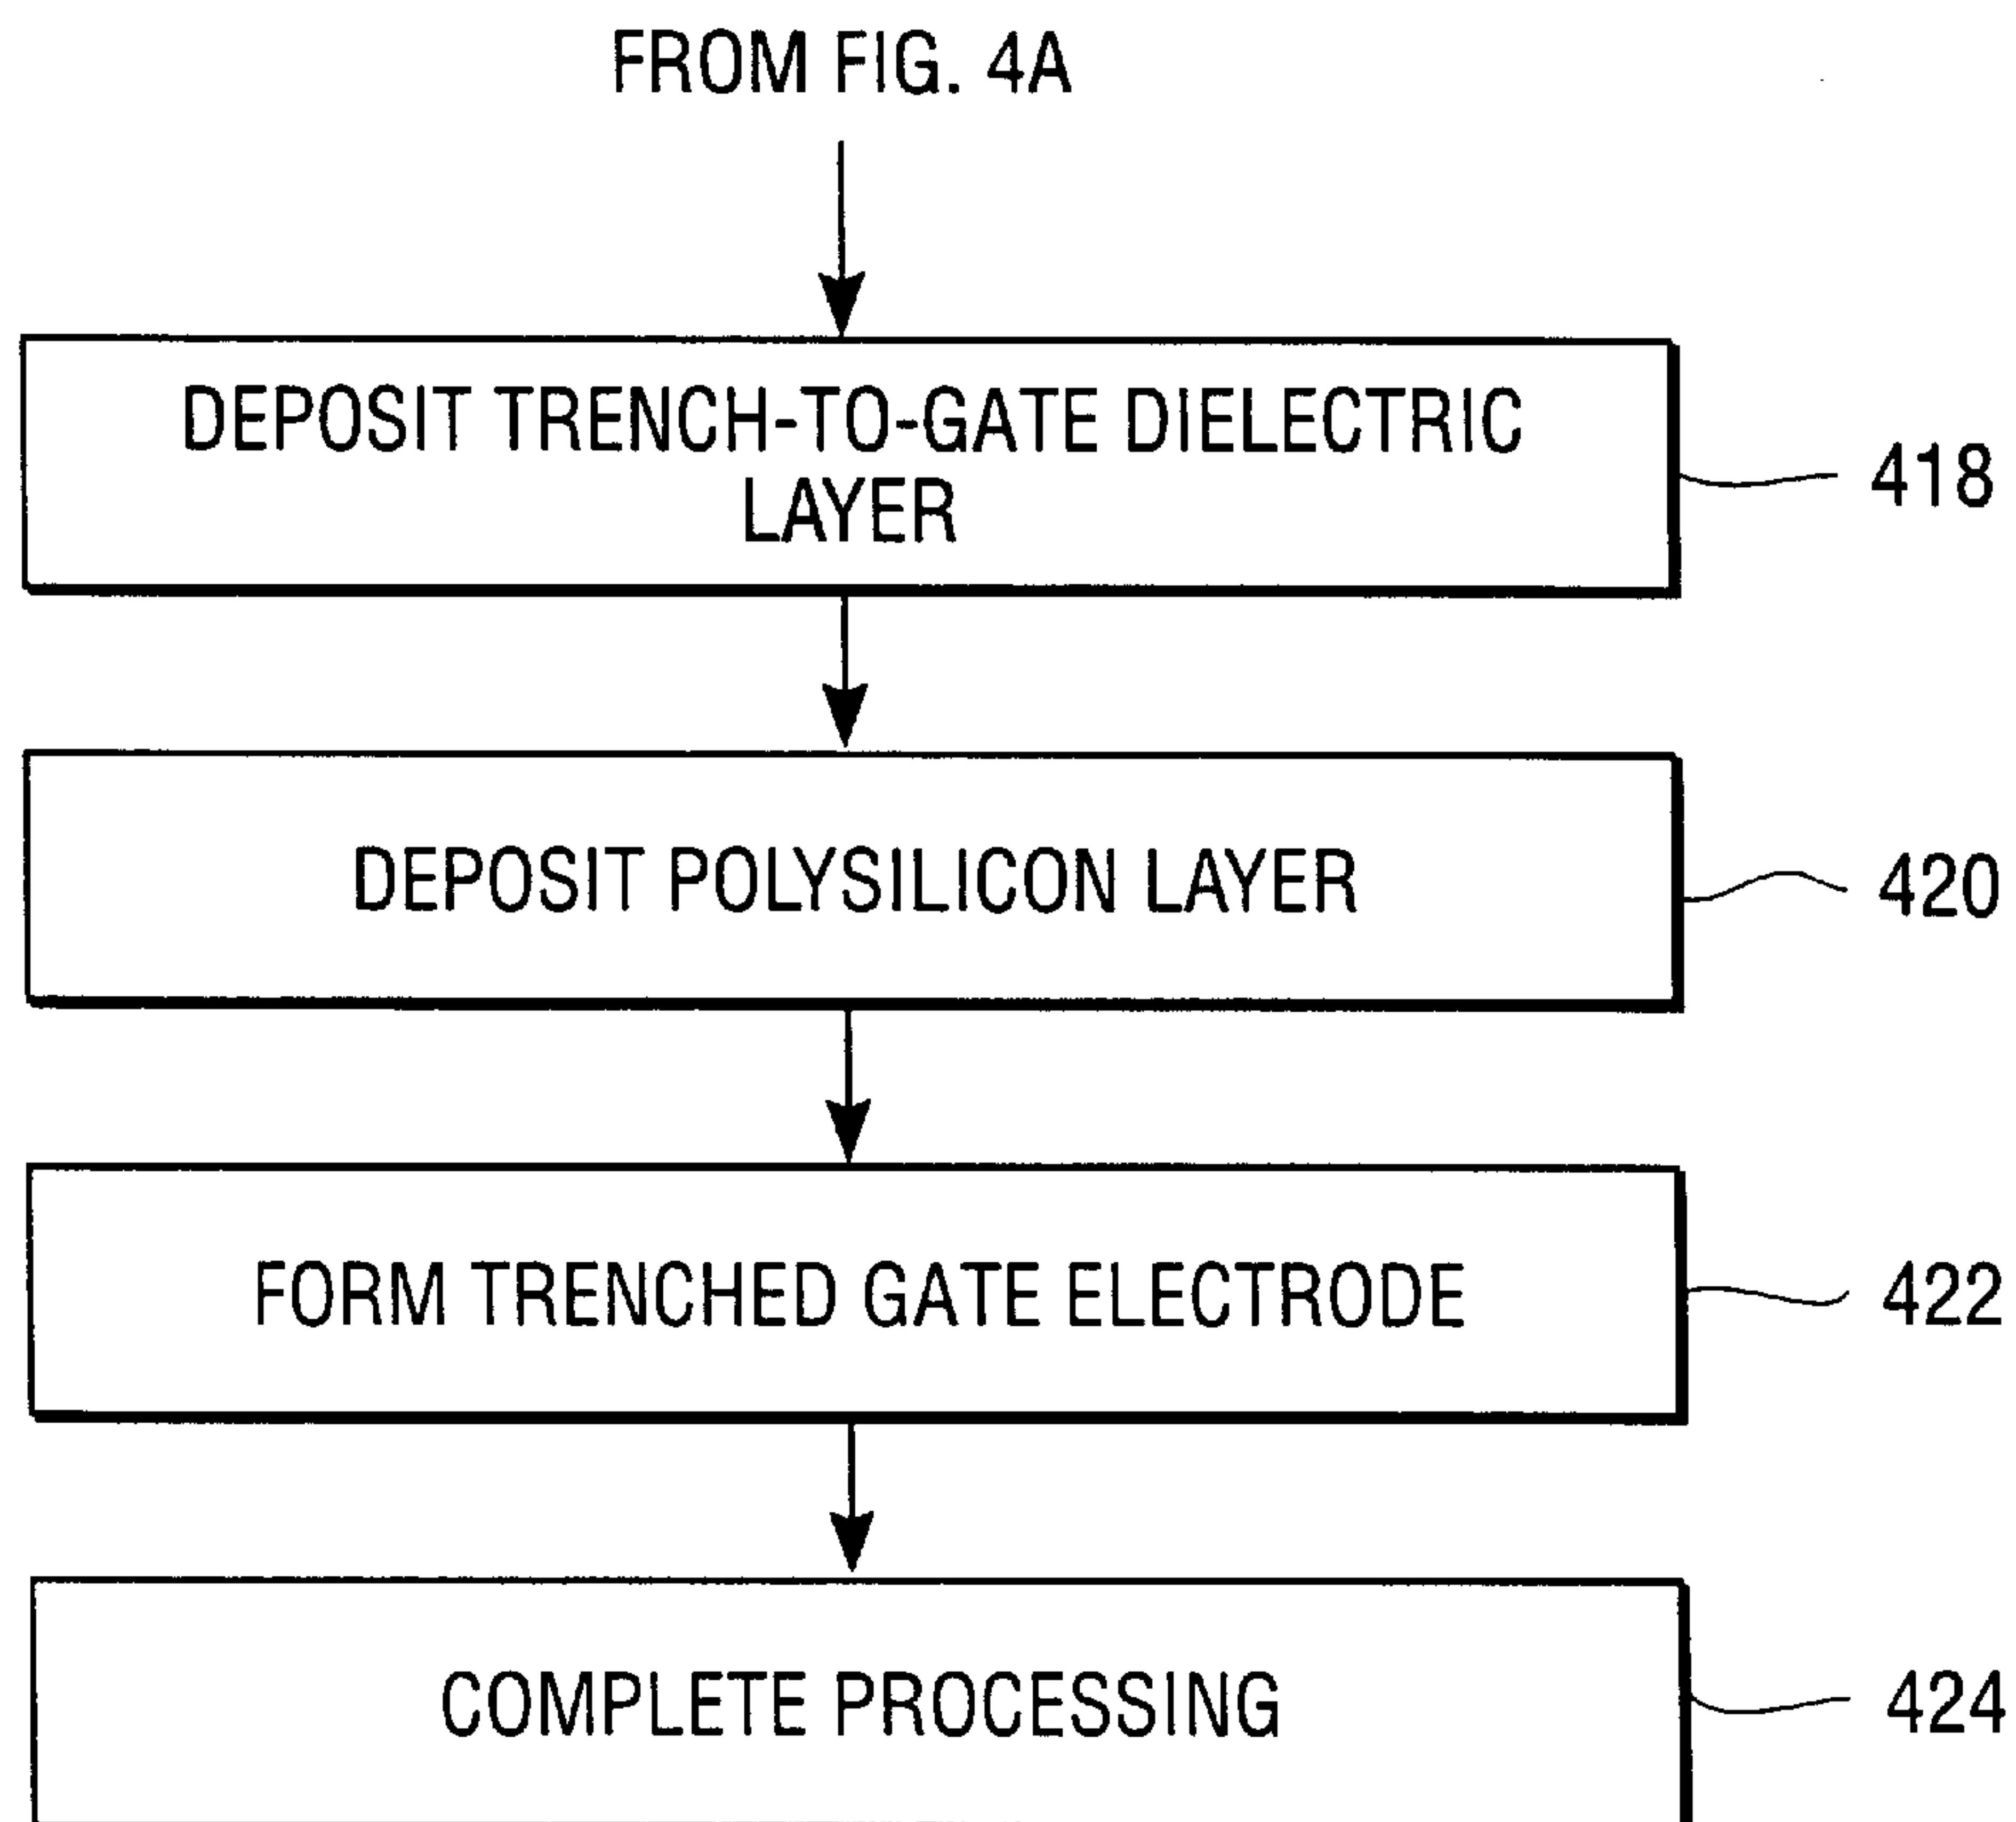 FROM FIG. 4A
DEPOSIT TRENCH-TO-GATE DIELECTRIC
LAYER
418
DEPOSIT POLYSILICON LAYER
420
FORM TRENCHED GATE ELECTRODE
422
COMPLETE PROCESSING
424